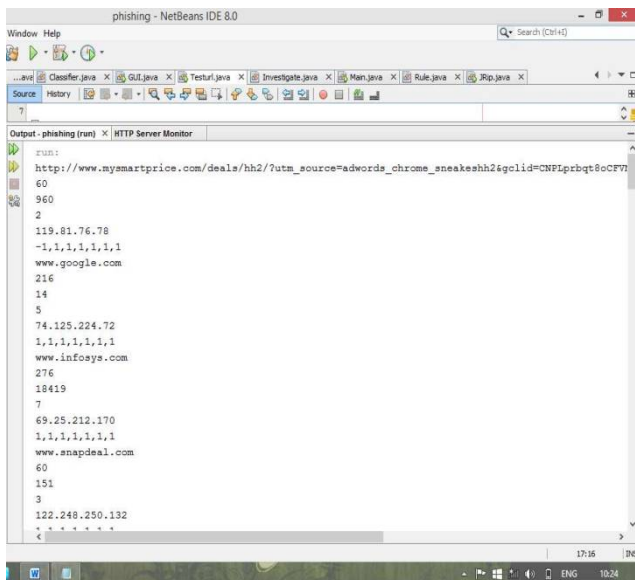 phishing - NetBeans IDE 8.0
Window Help
Search (Ctrl+I)
...ava Classifier.java X GUI.java X Testurl.java X Investigate.java X Main.java X Rule.java X JRip.java X
Source History
7
Output - phishing (run) X HTTP Server Monitor
run:
http://www.mysmartprice.com/deals/hh2/?utm_source=adwords_chrome_sneakeshh2&gclid=CNPLprbqt8oCFV
60
960
2
119.81.76.78
-1,1,1,1,1,1,1
www.google.com
216
14
5
74.125.224.72
1,1,1,1,1,1,1
www.infosys.com
276
18419
7
69.25.212.170
1,1,1,1,1,1,1
www.snapdeal.com
60
151
3
122.248.250.132
17:16 IN
ENG 10:24